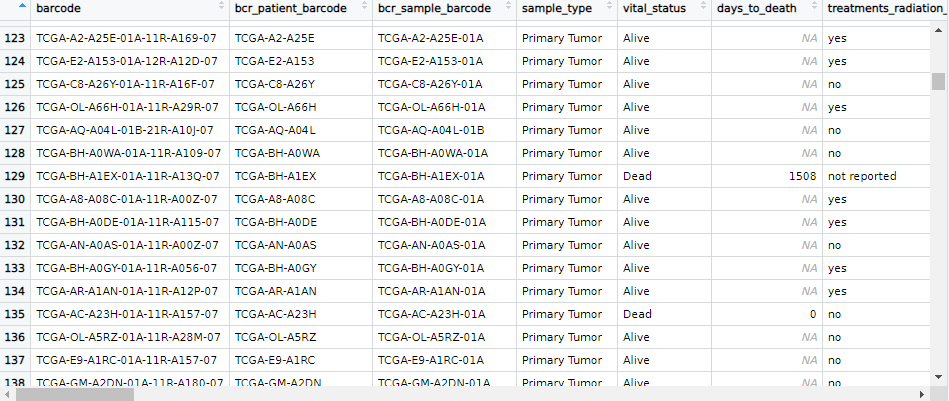 barcode bcr_patient_barcode bcr_sample_barcode sample_type vital_status days_to_death treatments_radiation_
123 TCGA-A2-A25E-01A-11R-A169-07 TCGA-A2-A25E TCGA-A2-A25E-01A Primary Tumor Alive NA yes
124 TCGA-E2-A153-01A-12R-A12D-07 TCGA-E2-A153 TCGA-E2-A153-01A Primary Tumor Alive NA yes
125 TCGA-C8-A26Y-01A-11R-A16F-07 TCGA-C8-A26Y TCGA-C8-A26Y-01A Primary Tumor Alive NA no
126 TCGA-OL-A66H-01A-11R-A29R-07 TCGA-OL-A66H TCGA-OL-A66H-01A Primary Tumor Alive NA yes
127 TCGA-AQ-A04L-01B-21R-A10J-07 TCGA-AQ-A04L TCGA-AQ-A04L-01B Primary Tumor Alive NA no
128 TCGA-BH-A0WA-01A-11R-A109-07 TCGA-BH-A0WA TCGA-BH-A0WA-01A Primary Tumor Alive NA no
129 TCGA-BH-A1EX-01A-11R-A13Q-07 TCGA-BH-A1EX TCGA-BH-A1EX-01A Primary Tumor Dead 1508 not reported
130 TCGA-A8-A08C-01A-11R-A00Z-07 TCGA-A8-A08C TCGA-A8-A08C-01A Primary Tumor Alive NA yes
131 TCGA-BH-A0DE-01A-11R-A115-07 TCGA-BH-A0DE TCGA-BH-A0DE-01A Primary Tumor Alive NA yes
132 TCGA-AN-A0AS-01A-11R-A00Z-07 TCGA-AN-A0AS TCGA-AN-A0AS-01A Primary Tumor Alive NA no
133 TCGA-BH-A0GY-01A-11R-A056-07 TCGA-BH-A0GY TCGA-BH-A0GY-01A Primary Tumor Alive NA yes
134 TCGA-AR-A1AN-01A-11R-A12P-07 TCGA-AR-A1AN TCGA-AR-A1AN-01A Primary Tumor Alive NA yes
135 TCGA-AC-A23H-01A-11R-A157-07 TCGA-AC-A23H TCGA-AC-A23H-01A Primary Tumor Dead 0 no
136 TCGA-OL-A5RZ-01A-11R-A28M-07 TCGA-OL-A5RZ TCGA-OL-A5RZ-01A Primary Tumor Alive NA no
137 TCGA-E9-A1RC-01A-11R-A157-07 TCGA-E9-A1RC TCGA-E9-A1RC-01A Primary Tumor Alive NA no
138 TCGA-GM-A2DN-01A-11R-A180-07 TCGA-GM-A2DN TCGA-GM-A2DN-01A Primary Tumor Alive NA no